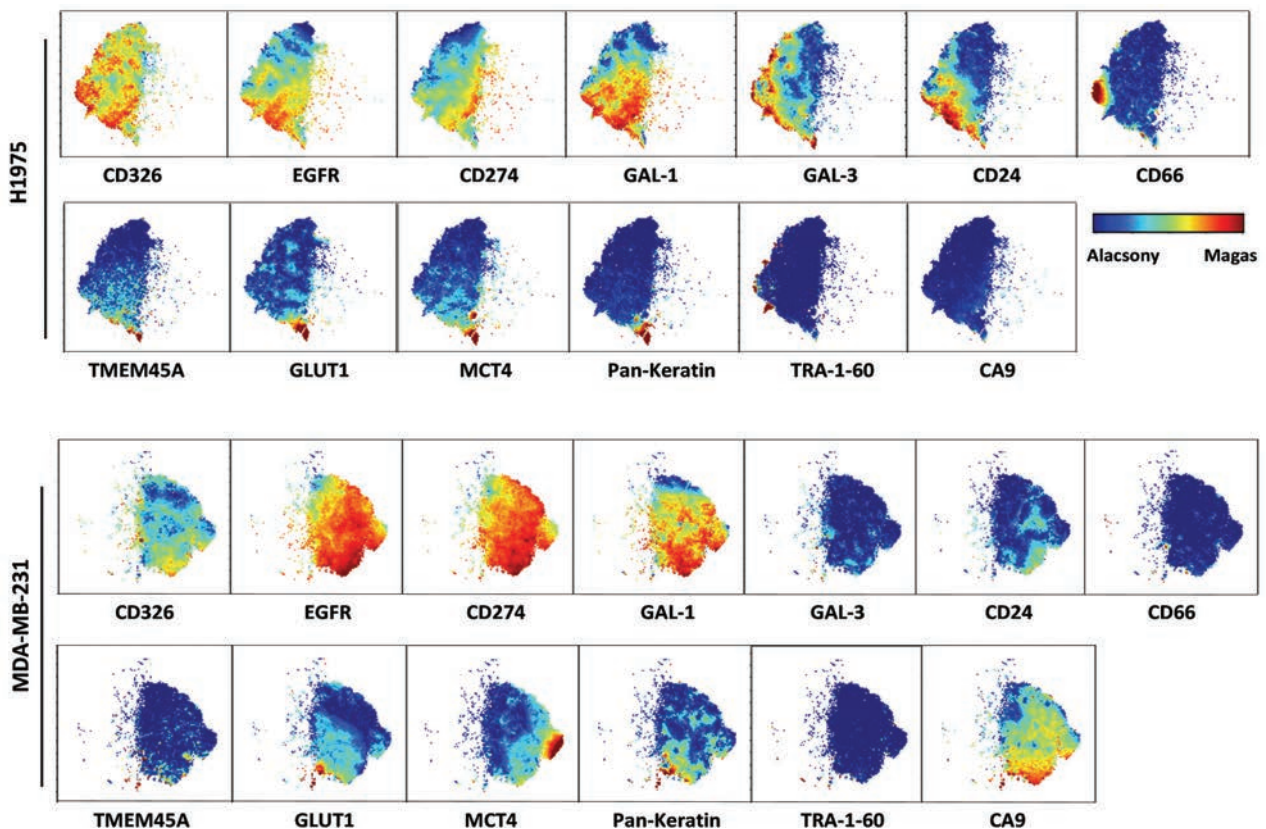 H1975
CD326 EGFR CD274 GAL-1 GAL-3 CD24 CD66
Alacsony Magas
TMEM45A GLUT1 MCT4 Pan-Keratin TRA-1-60 CA9
MDA-MB-231
CD326 EGFR CD274 GAL-1 GAL-3 CD24 CD66
TMEM45A GLUT1 MCT4 Pan-Keratin TRA-1-60 CA9